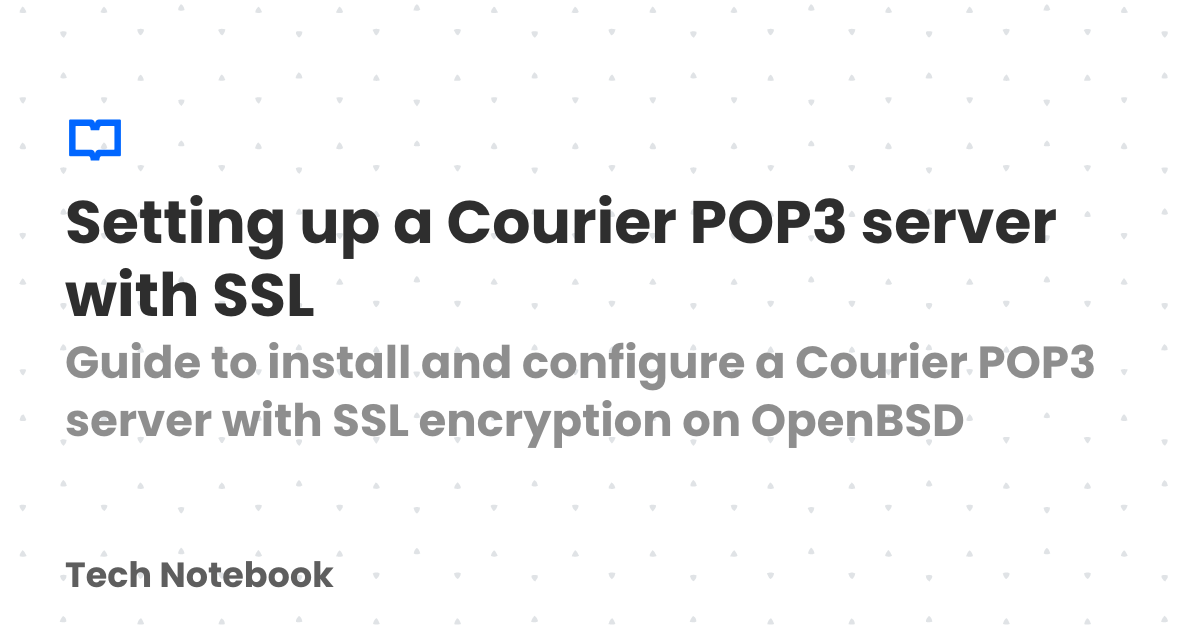 Setting up a Courier POP3 server
with SSL
Guide to install and configure a Courier POP3
server with SSL encryption on OpenBSD
Tech Notebook